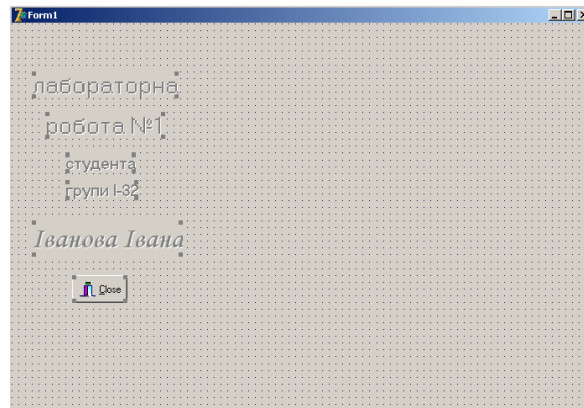 Form1
лабораторна
робота №1
студента
групи І-32
Іванова Івана
Close